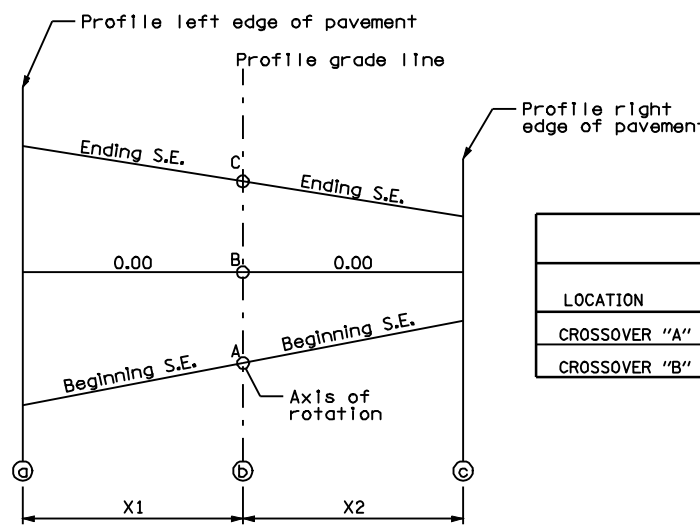 Profile left edge of pavement
Profile grade line
Profile right
edge of pavement
Ending S.E.
C
Ending S.E.
0.00
B
0.00
Beginning S.E.
A
Beginning S.E.
Axis of
rotation
LOCATION
CROSSOVER "A"
CROSSOVER "B"
a
b
c
X1
X2